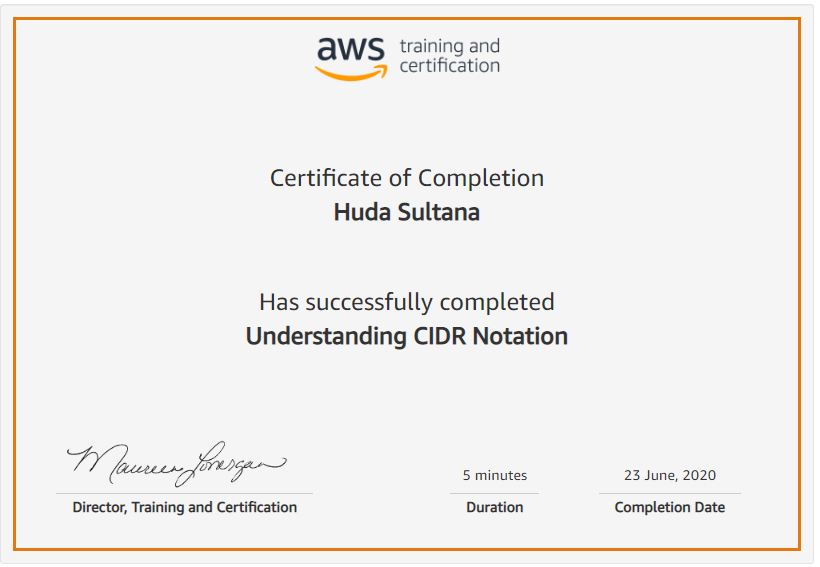 aws training and
certification
Certificate of Completion
Huda Sultana
Has successfully completed
Understanding CIDR Notation
Maureen Lonergan
5 minutes
23 June, 2020
Director, Training and Certification
Duration
Completion Date